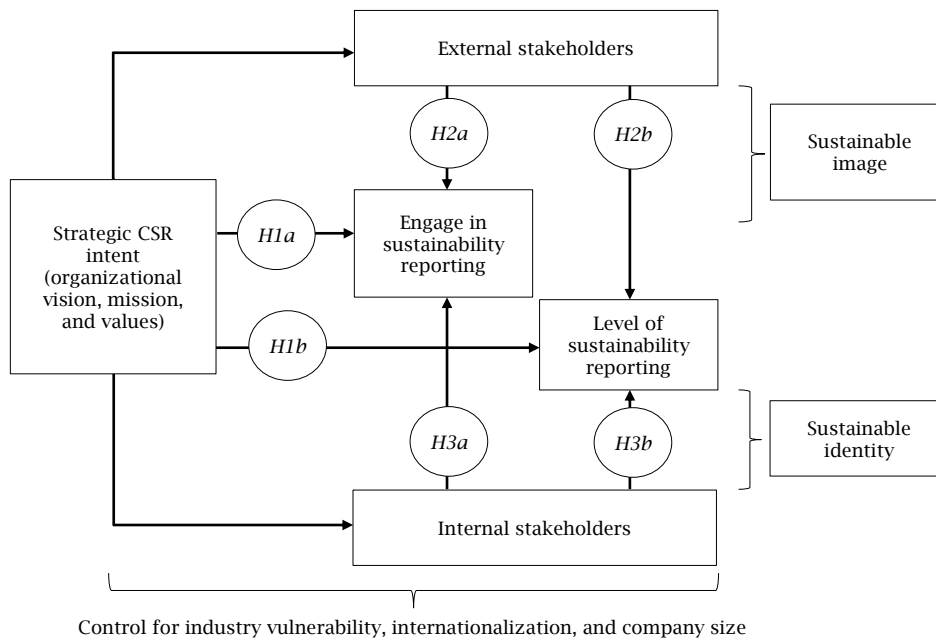 External stakeholders
H2a
H2b
Sustainable
image
Strategic CSR
intent
(organizational
vision, mission,
and values)
H1a
Engage in
sustainability
reporting
H1b
Level of
sustainability
reporting
H3a
H3b
Sustainable
identity
Internal stakeholders
Control for industry vulnerability, internationalization, and company size